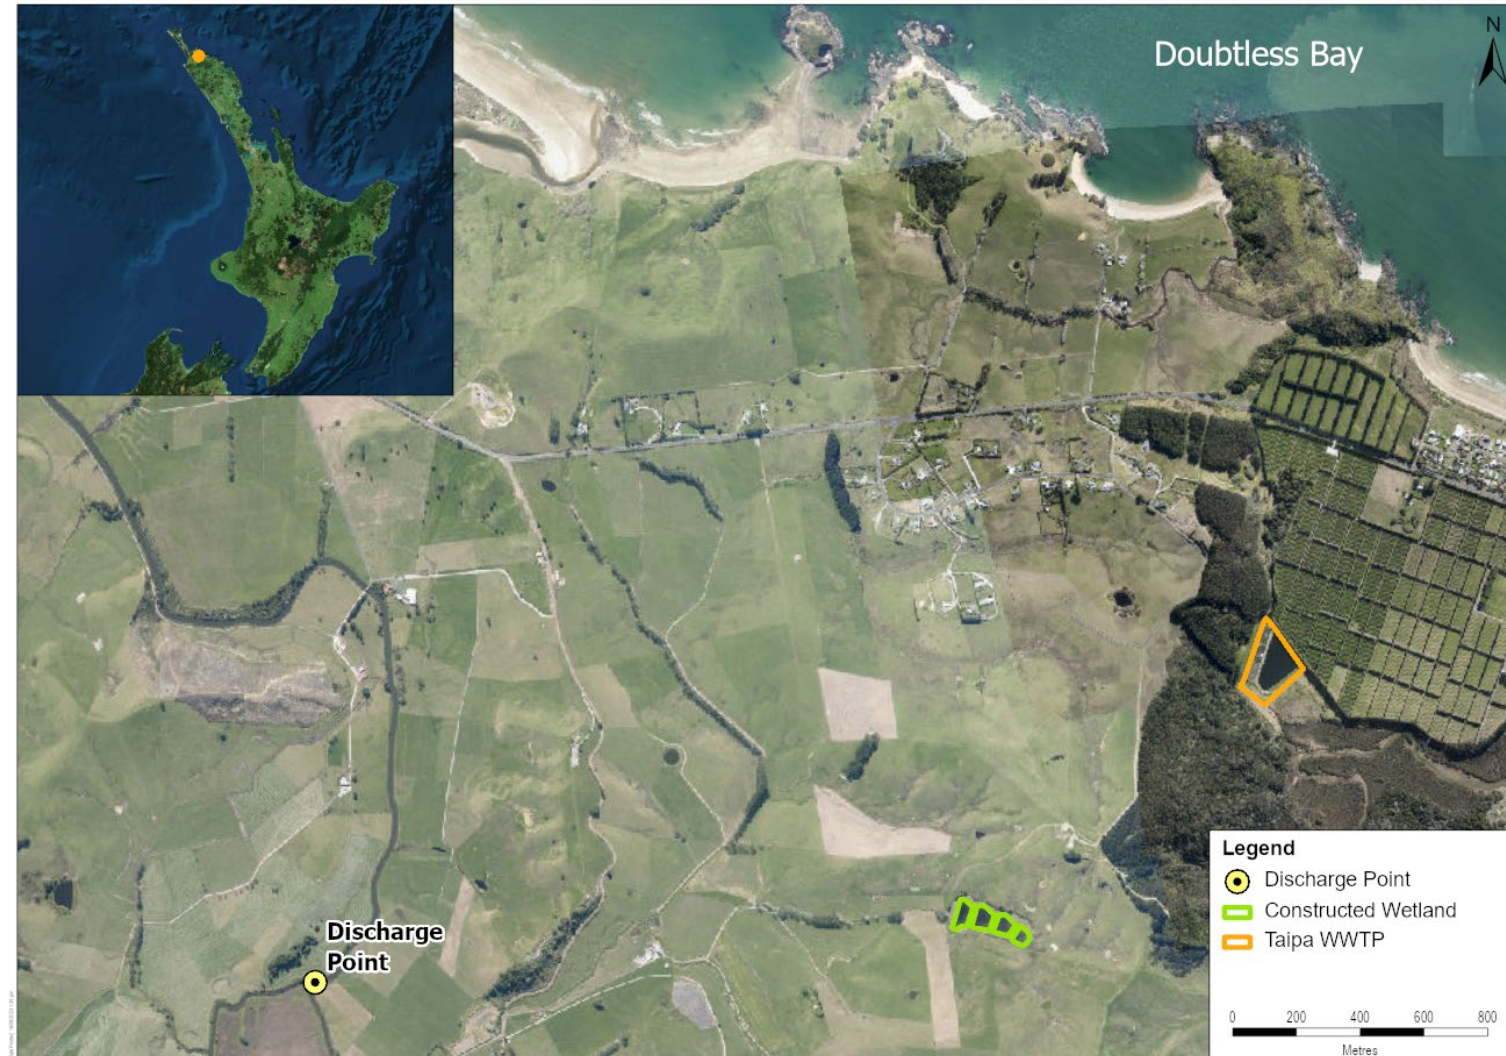 Doubtless Bay
N
Discharge
Point
Legend
Discharge Point
Constructed Wetland
Taipa WWTP
0 200 400 600 800
Metres